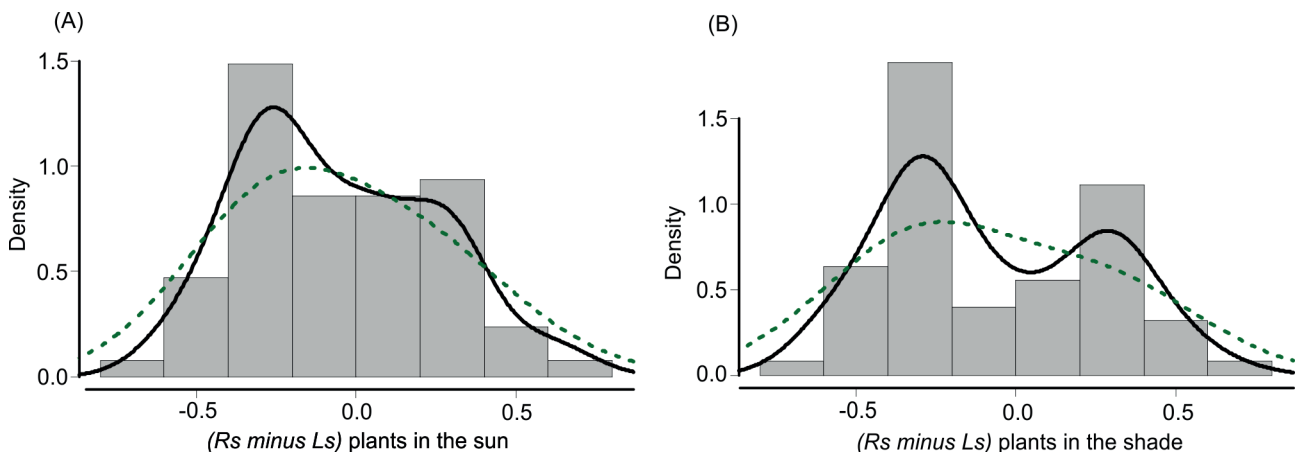 (A)
1.5
1.0
0.5
0.0
Density
-0.5 0.0 0.5
(Rs minus Ls) plants in the sun
(B)
1.5
1.0
0.5
0.0
Density
-0.5 0.0 0.5
(Rs minus Ls) plants in the shade